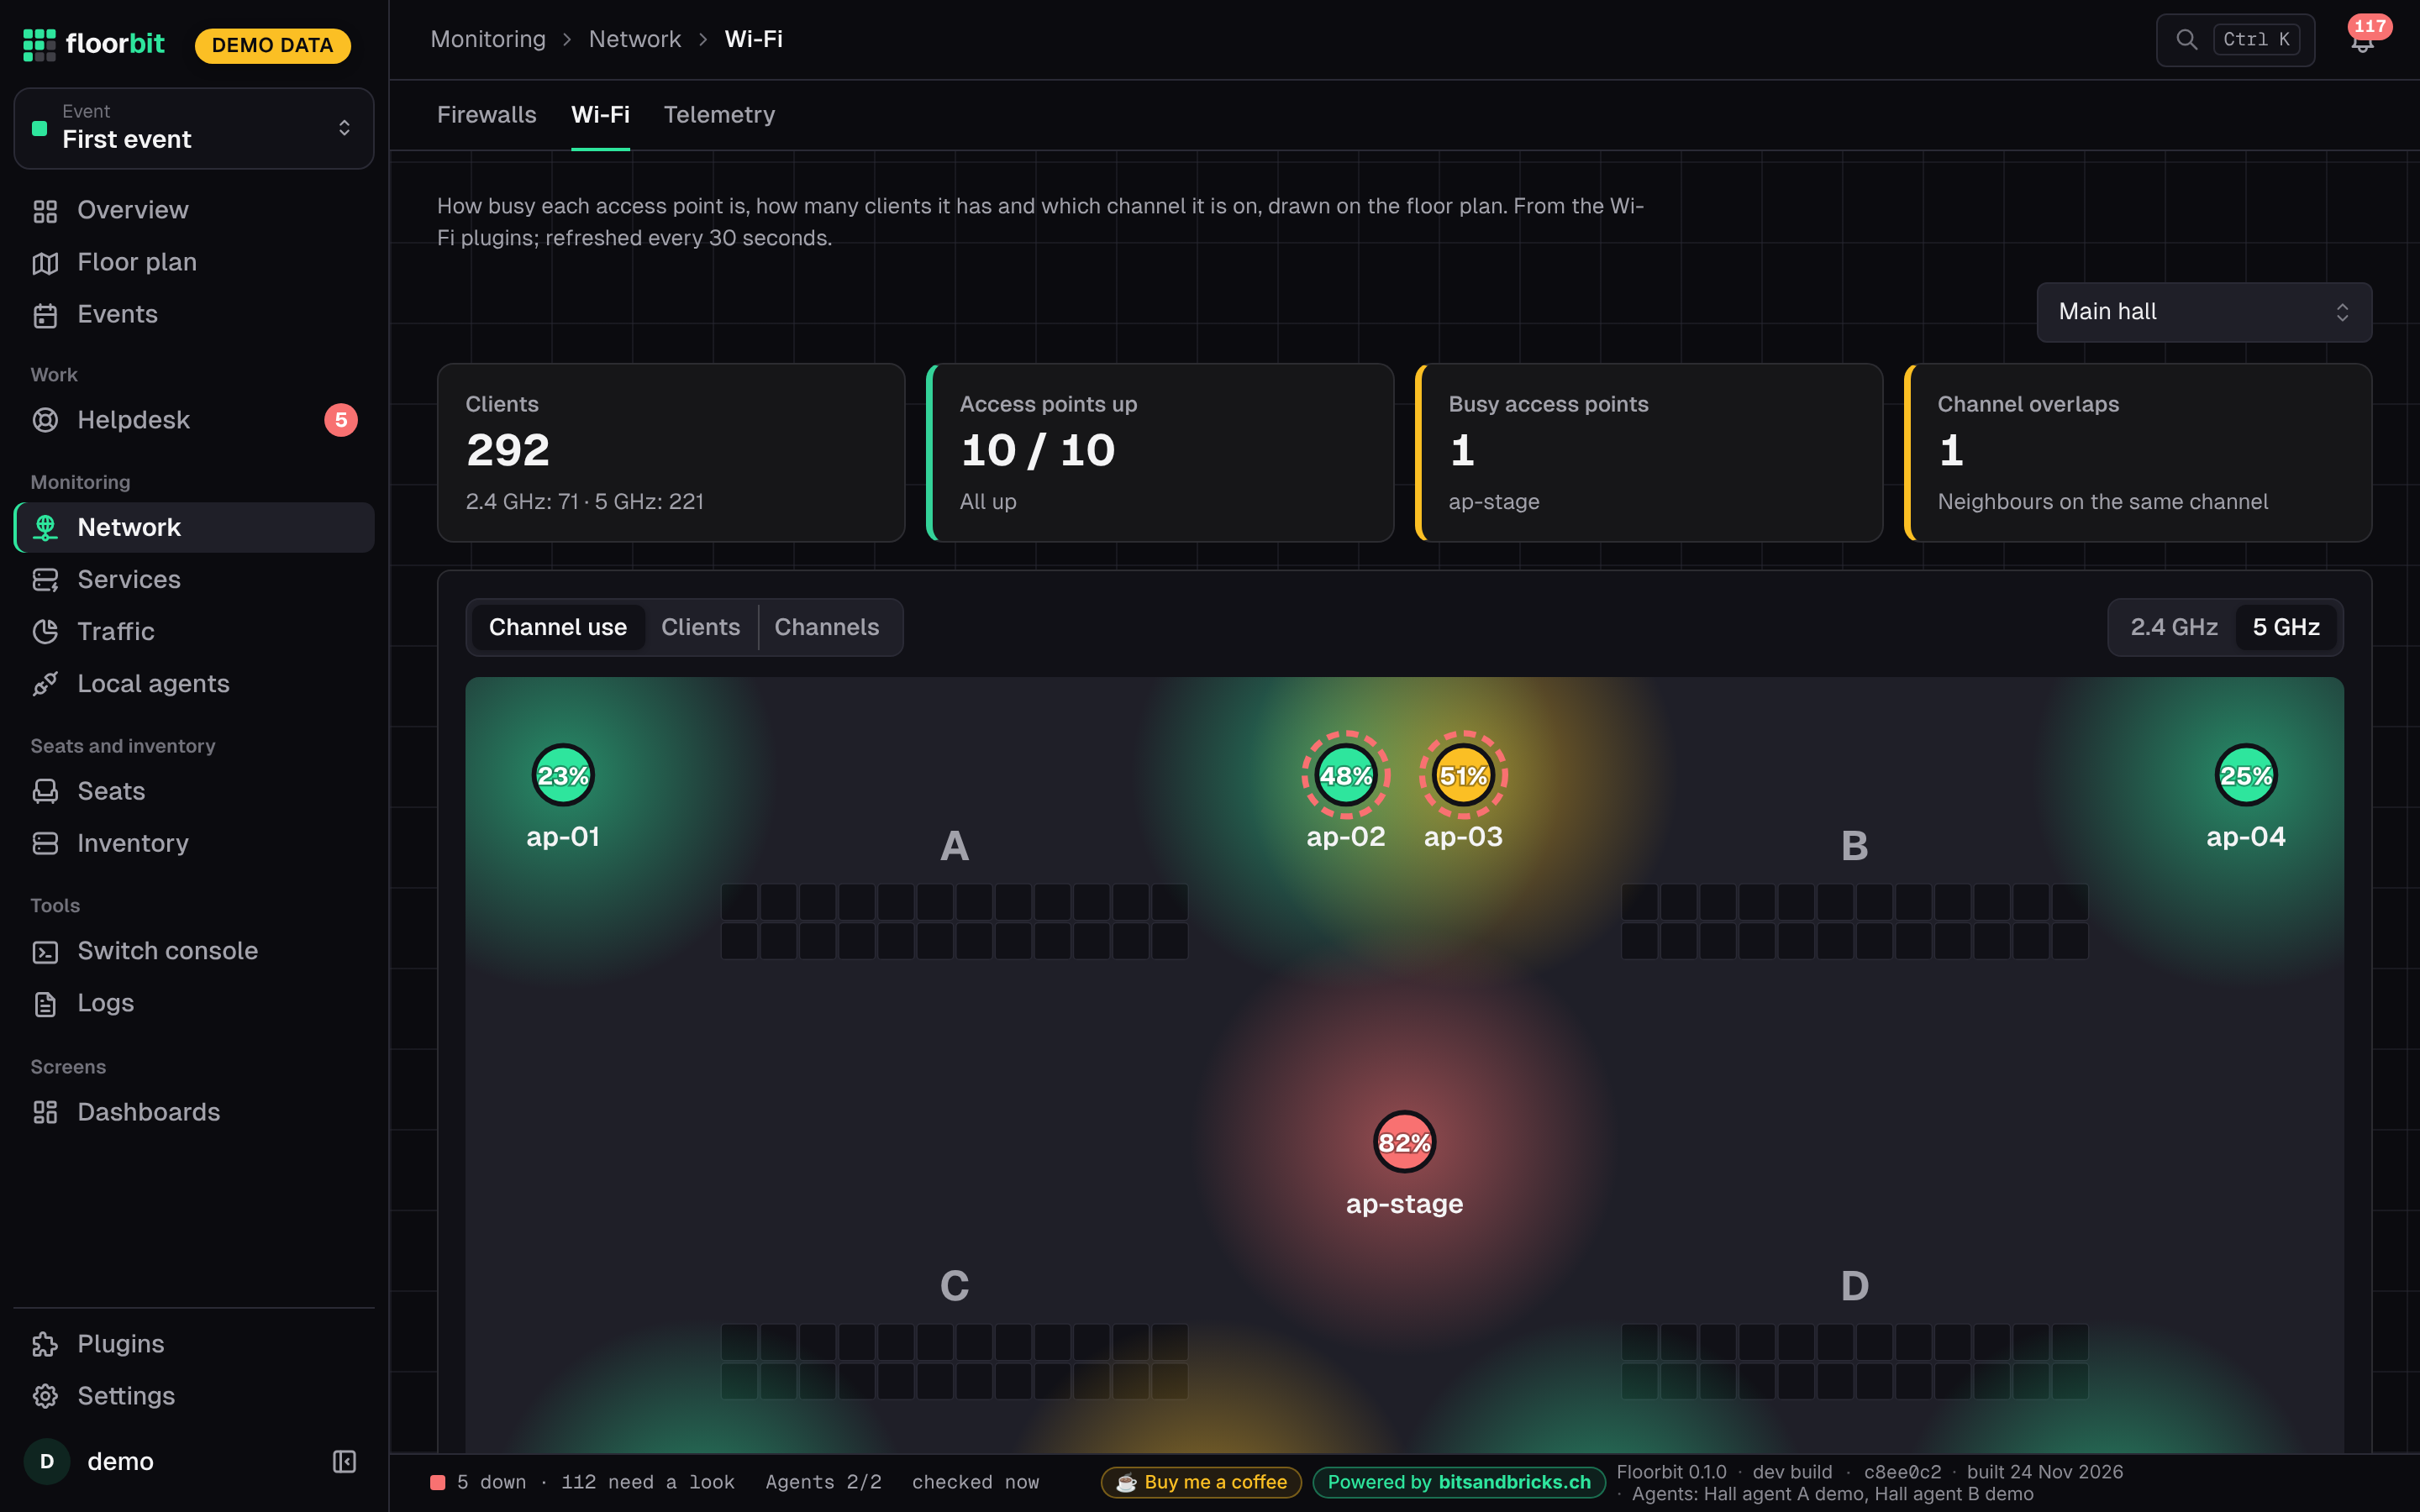 floorbit DEMO DATA
Event
First event
Overview
Floor plan
Events
Work
Helpdesk 5
Monitoring
Network
Services
Traffic
Local agents
Seats and inventory
Seats
Inventory
Tools
Switch console
Logs
Screens
Dashboards
Plugins
Settings
D demo
Monitoring > Network > Wi-Fi
Ctrl K
117
Firewalls Wi-Fi Telemetry
How busy each access point is, how many clients it has and which channel it is on, drawn on the floor plan. From the Wi-
Fi plugins; refreshed every 30 seconds.
Main hall
Clients
292
2.4 GHz: 71 · 5 GHz: 221
Access points up
10 / 10
All up
Busy access points
1
ap-stage
Channel overlaps
1
Neighbours on the same channel
Channel use Clients Channels
2.4 GHz 5 GHz
23% 48% 51% 25%
ap-01 ap-02 ap-03 ap-04
A B
82%
ap-stage
C D
5 down · 112 need a look Agents 2/2 checked now
☕ Buy me a coffee
Powered by bitsandbricks.ch
Floorbit 0.1.0 · dev build · c8ee0c2 · built 24 Nov 2026
· Agents: Hall agent A demo, Hall agent B demo